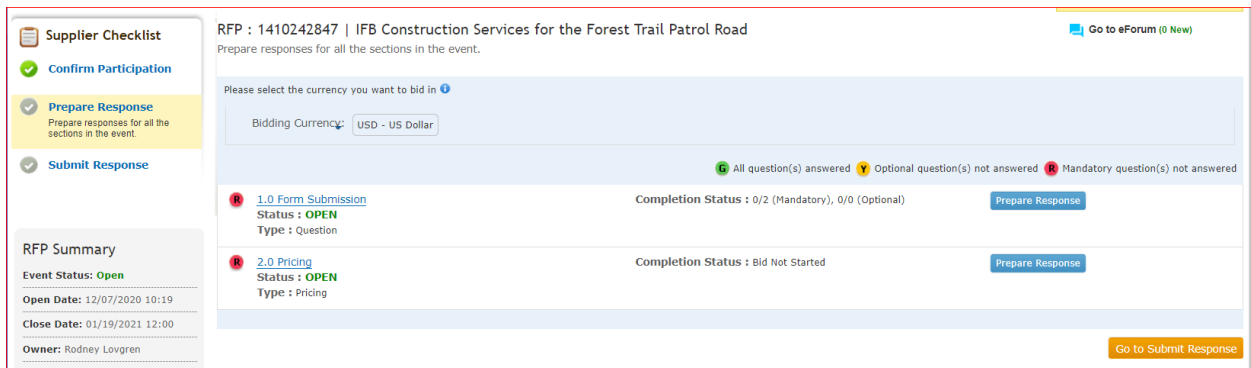 Supplier Checklist
Confirm Participation
Prepare Response
Prepare responses for all the
sections in the event.
Submit Response
RFP Summary
Event Status: Open
Open Date: 12/07/2020 10:19
Close Date: 01/19/2021 12:00
Owner: Rodney Lovgren
RFP : 1410242847 | IFB Construction Services for the Forest Trail Patrol Road
Go to eForum (0 New)
Prepare responses for all the sections in the event.
Please select the currency you want to bid in i
Bidding Currency: USD - US Dollar
G All question(s) answered Y Optional question(s) not answered R Mandatory question(s) not answered
R 1.0 Form Submission Completion Status : 0/2 (Mandatory), 0/0 (Optional) Prepare Response
Status : OPEN
Type : Question
R 2.0 Pricing Completion Status : Bid Not Started Prepare Response
Status : OPEN
Type : Pricing
Go to Submit Response